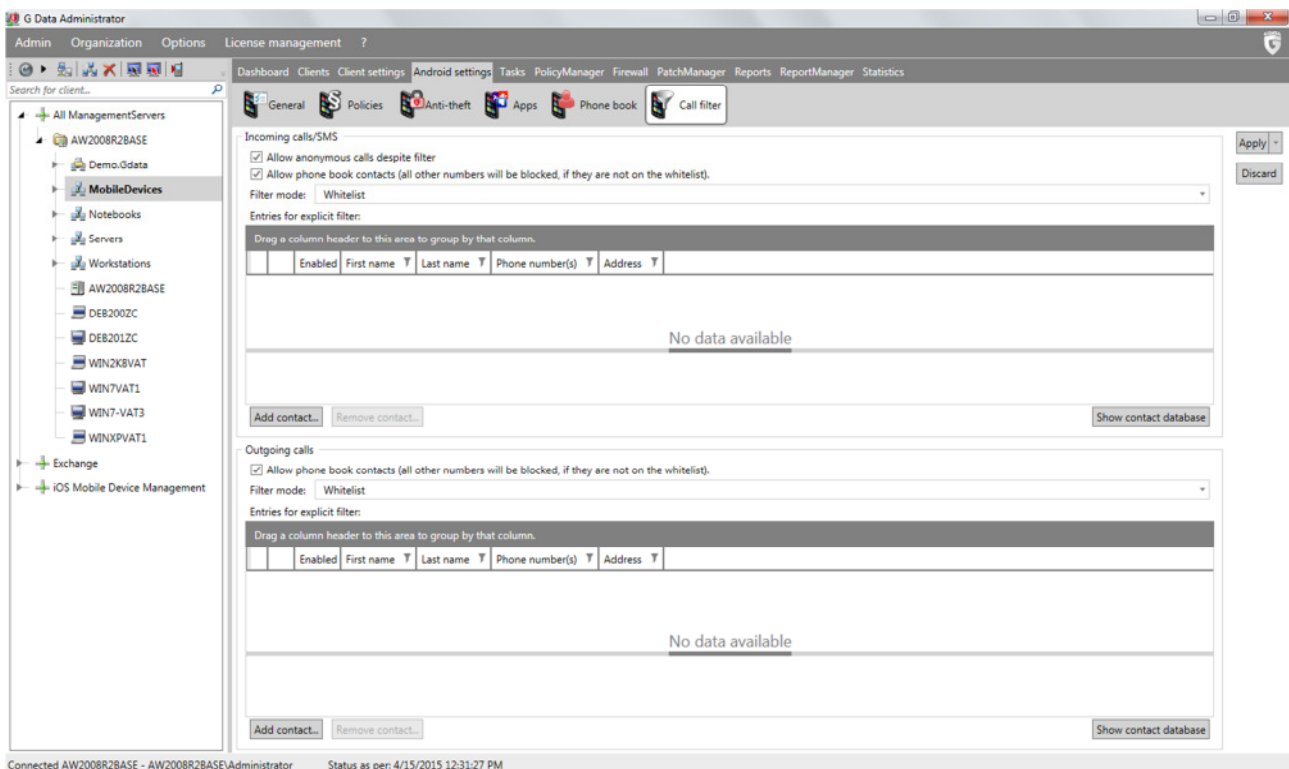 G Data Administrator
Admin Organization Options License management ?
Dashboard Clients Client settings Android settings Tasks PolicyManager Firewall PatchManager Reports ReportManager Statistics
Search for client...
General Policies Anti-theft Apps Phone book Call filter
All ManagementServers
AW2008R2BASE
Demo.Gdata
MobileDevices
Notebooks
Servers
Workstations
AW2008R2BASE
DEB200ZC
DEB201ZC
WIN2K8VAT
WIN7VAT1
WIN7-VAT3
WINXPVAT1
Exchange
iOS Mobile Device Management
Incoming calls/SMS
Allow anonymous calls despite filter
Allow phone book contacts (all other numbers will be blocked, if they are not on the whitelist).
Filter mode: Whitelist
Entries for explicit filter:
Drag a column header to this area to group by that column.
Enabled First name Last name Phone number(s) Address
No data available
Add contact... Remove contact... Show contact database
Outgoing calls
Allow phone book contacts (all other numbers will be blocked, if they are not on the whitelist).
Filter mode: Whitelist
Entries for explicit filter:
Drag a column header to this area to group by that column.
Enabled First name Last name Phone number(s) Address
No data available
Add contact... Remove contact... Show contact database
Apply
Discard
Connected AW2008R2BASE - AW2008R2BASE\Administrator Status as per: 4/15/2015 12:31:27 PM